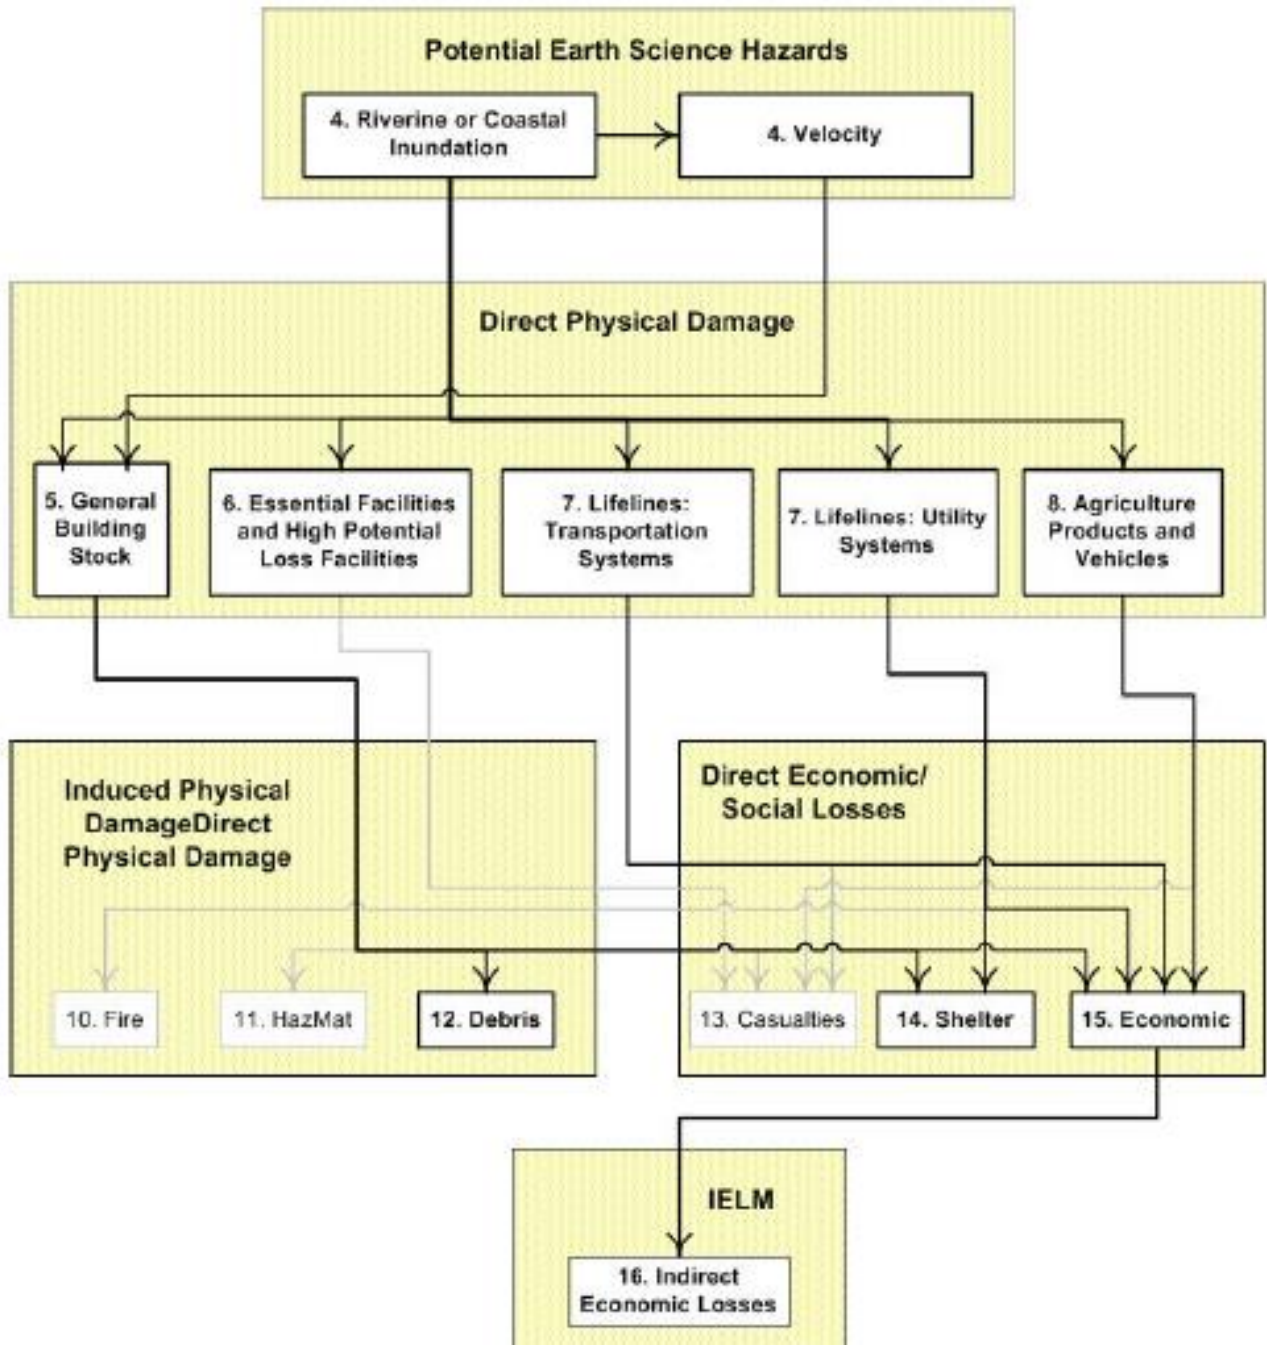 Potential Earth Science Hazards
4. Riverine or Coastal
Inundation
4. Velocity
Direct Physical Damage
5. General
Building
Stock
6. Essential Facilities
and High Potential
Loss Facilities
7. Lifelines:
Transportation
Systems
7. Lifelines: Utility
Systems
8. Agriculture
Products and
Vehicles
Induced Physical
DamageDirect
Physical Damage
10. Fire
11. HazMat
12. Debris
Direct Economic/
Social Losses
13. Casualties
14. Shelter
15. Economic
IELM
16. Indirect
Economic Losses